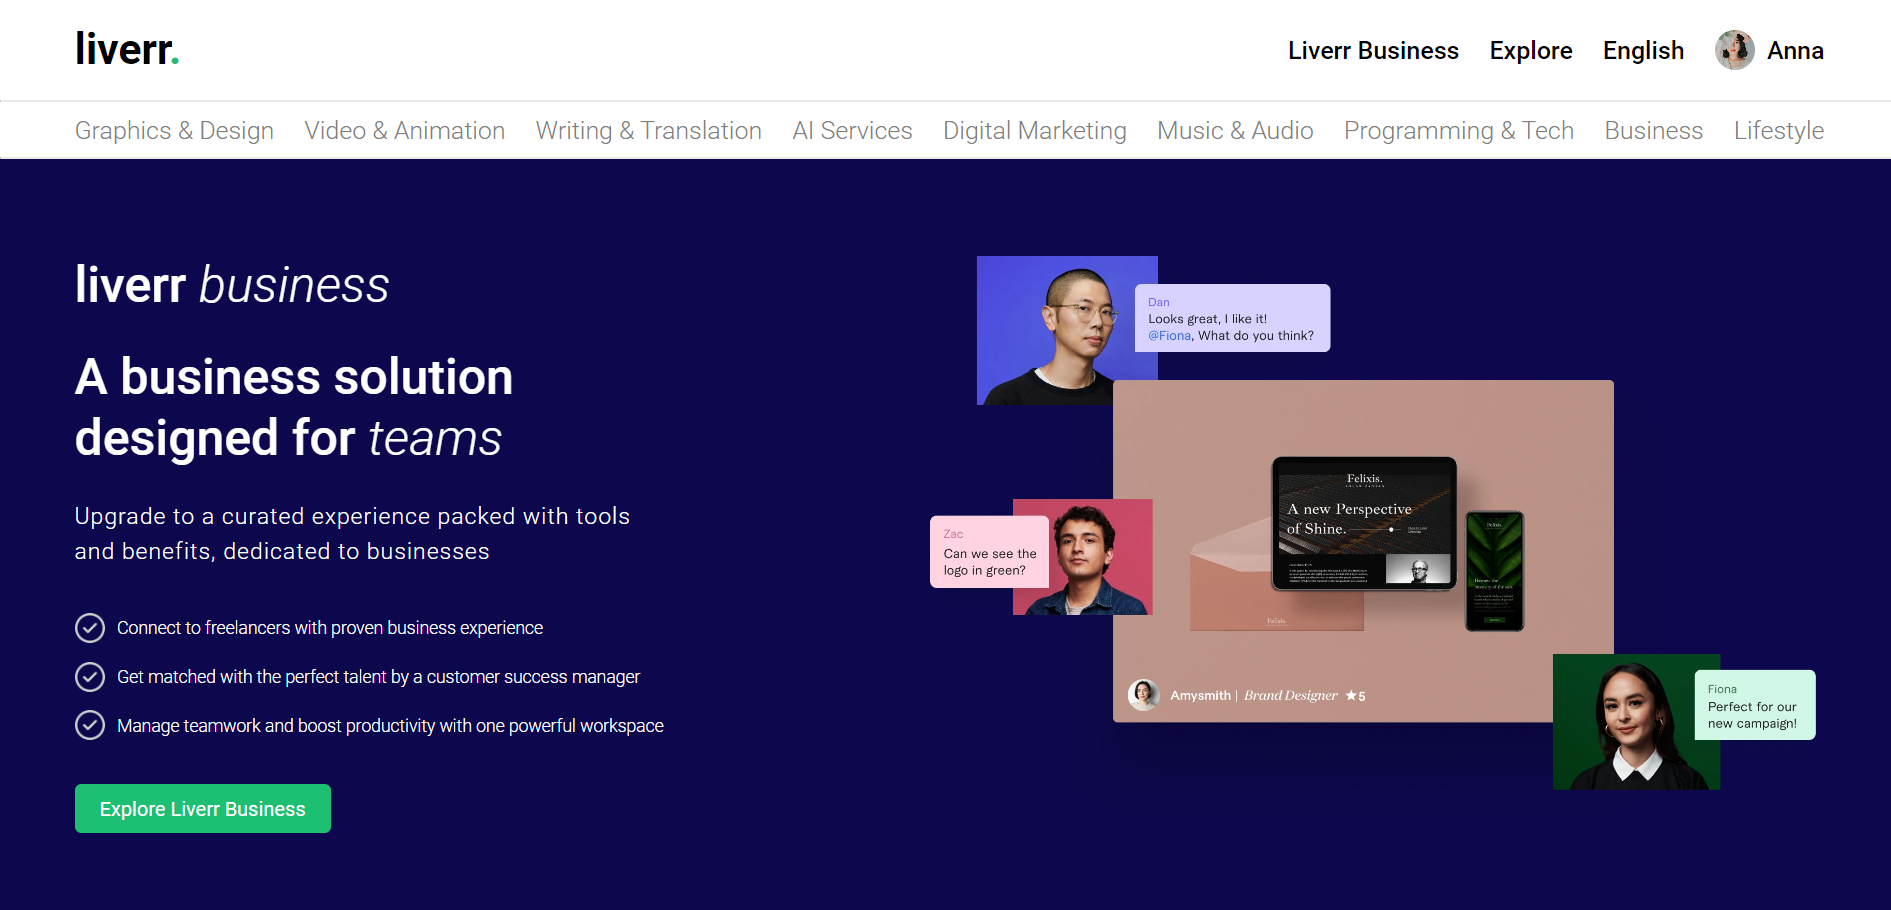 liverr.
Liverr Business
Explore
English
Anna
Graphics & Design
Video & Animation
Writing & Translation
AI Services
Digital Marketing
Music & Audio
Programming & Tech
Business
Lifestyle
liverr business
A business solution
designed for teams
Upgrade to a curated experience packed with tools
and benefits, dedicated to businesses
Connect to freelancers with proven business experience
Get matched with the perfect talent by a customer success manager
Manage teamwork and boost productivity with one powerful workspace
Explore Liverr Business
Dan
Looks great, I like it!
@Fiona, What do you think?
Zac
Can we see the
logo in green?
Felixis.
A new Perspective
of Shine.
Felixis
Felixis.
Amysmith | Brand Designer ★5
Fiona
Perfect for our
new campaign!